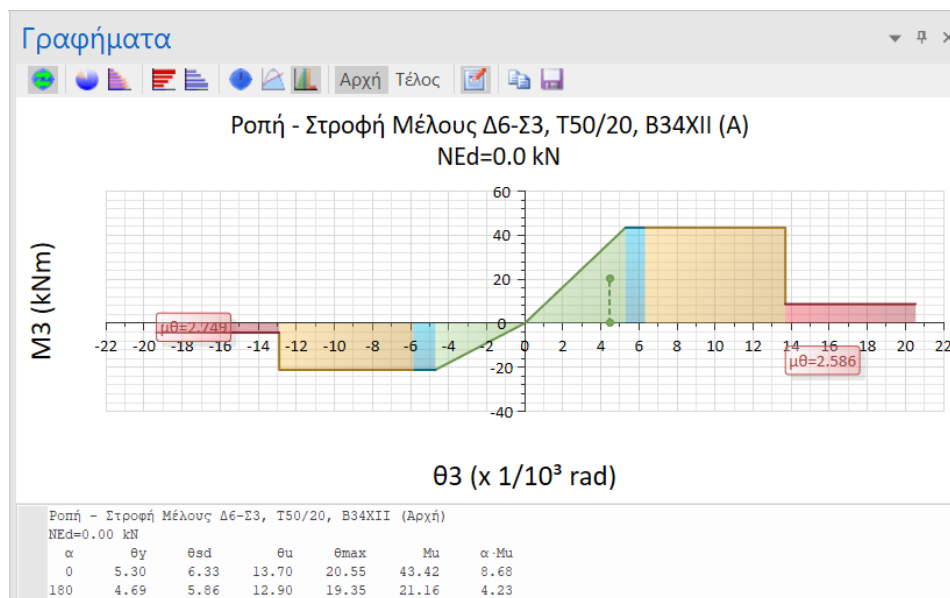 Γραφήματα
Αρχή Τέλος
Ροπή - Στροφή Μέλους Δ6-Σ3, Τ50/20, Β34ΧΙΙ (Α)
NEd=0.0 kN
M3 (kNm)
60
40
20
0
-20
-40
-22 -20 -18 -16 -14 -12 -10 -8 -6 -4 -2 0 2 4 6 8 10 12 14 16 18 20 22
μθ=2.749
μθ=2.586
θ3 (x 1/10³ rad)
Ροπή - Στροφή Μέλους Δ6-Σ3, Τ50/20, Β34ΧΙΙ (Αρχή)
NEd=0.00 kN
α θy θsd θu θmax Mu α·Mu
0 5.30 6.33 13.70 20.55 43.42 8.68
180 4.69 5.86 12.90 19.35 21.16 4.23